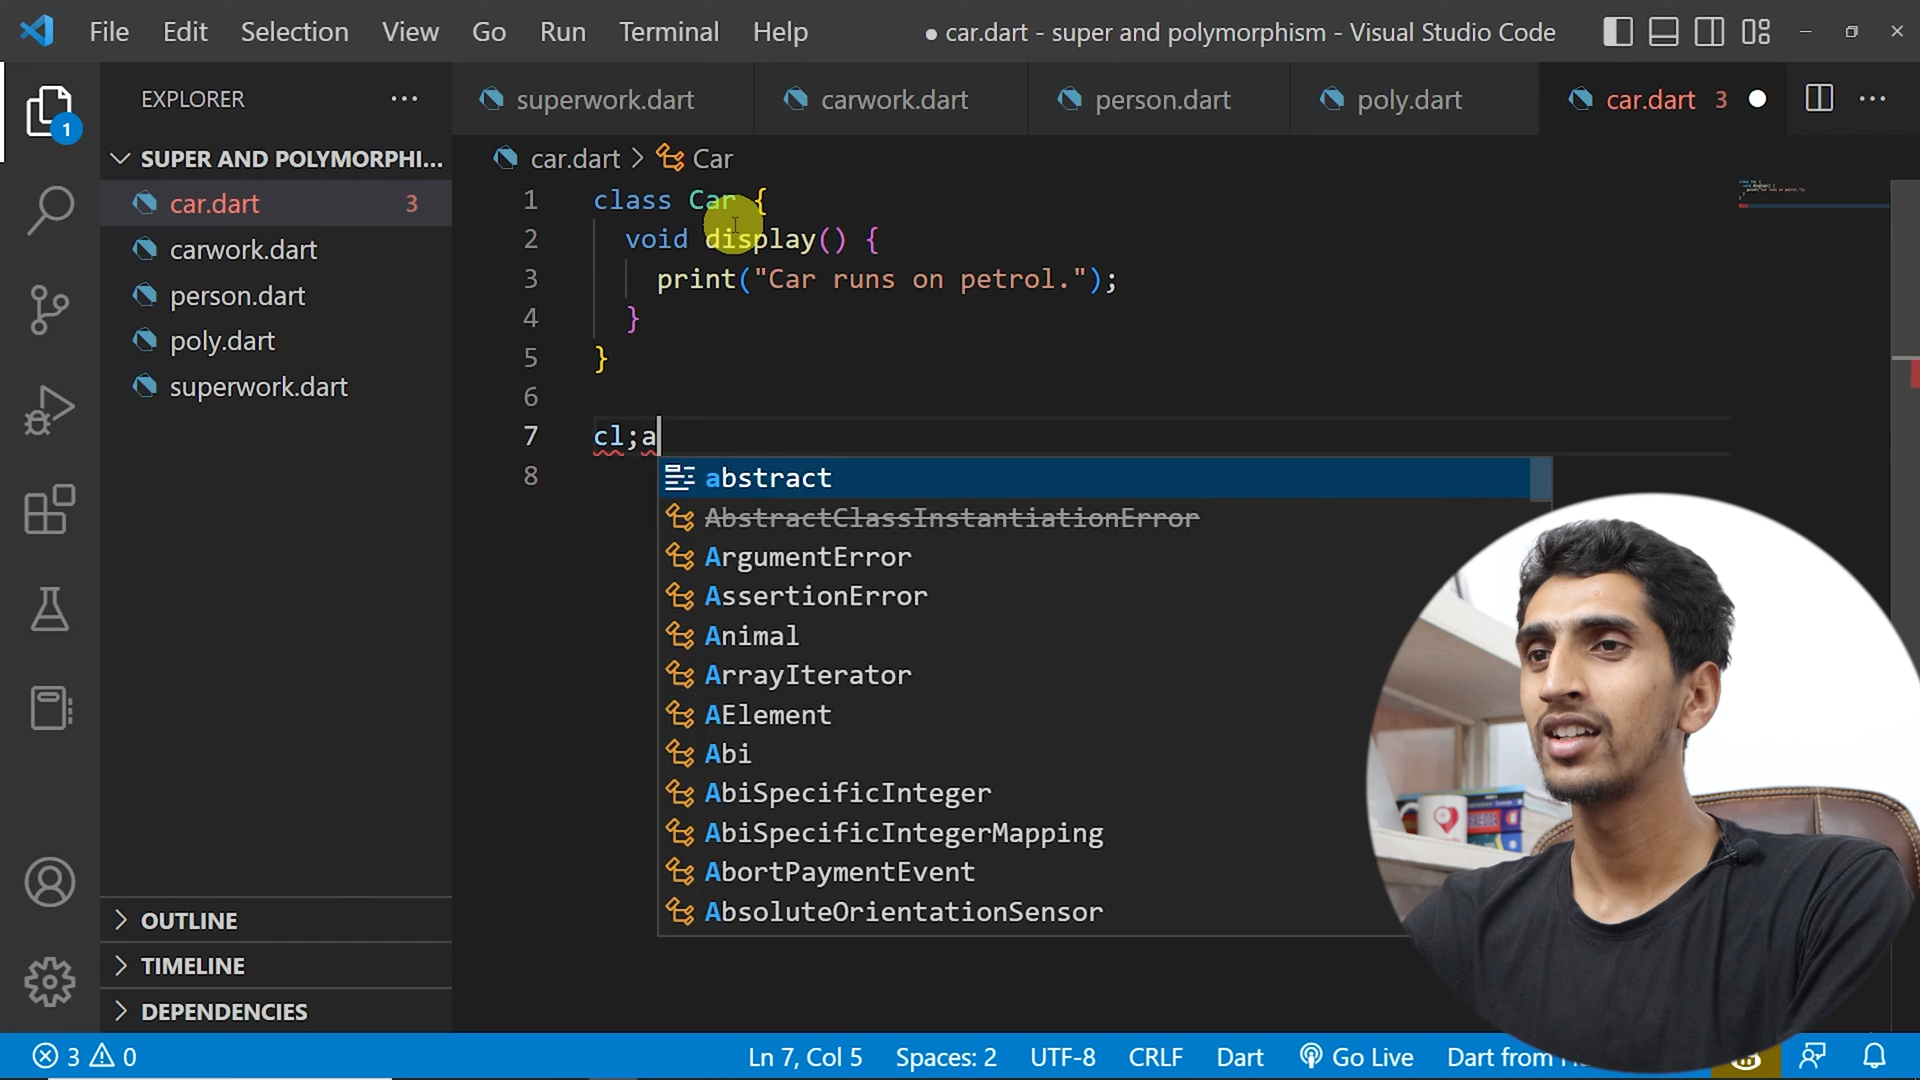 File Edit Selection View Go Run Terminal Help
● car.dart - super and polymorphism - Visual Studio Code
EXPLORER
superwork.dart carwork.dart person.dart poly.dart car.dart 3
1
SUPER AND POLYMORPHI...
car.dart 3
carwork.dart
person.dart
poly.dart
superwork.dart
car.dart > Car
1 class Car {
2 void display() {
3 print("Car runs on petrol.");
4 }
5 }
6
7 cl;a
8
abstract
AbstractClassInstantiationError
ArgumentError
AssertionError
Animal
ArrayIterator
AElement
Abi
AbiSpecificInteger
AbiSpecificIntegerMapping
AbortPaymentEvent
AbsoluteOrientationSensor
OUTLINE
TIMELINE
DEPENDENCIES
3 0
Ln 7, Col 5 Spaces: 2 UTF-8 CRLF Dart Go Live Dart from